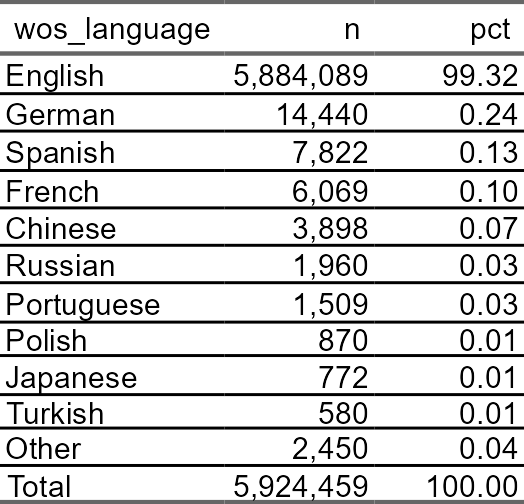 wos_language n pct
English 5,884,089 99.32
German 14,440 0.24
Spanish 7,822 0.13
French 6,069 0.10
Chinese 3,898 0.07
Russian 1,960 0.03
Portuguese 1,509 0.03
Polish 870 0.01
Japanese 772 0.01
Turkish 580 0.01
Other 2,450 0.04
Total 5,924,459 100.00